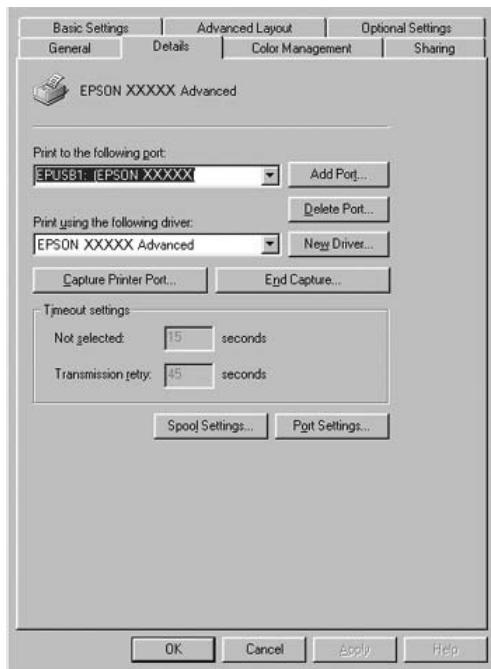 Basic Settings Advanced Layout Optional Settings
General Details Color Management Sharing
EPSON XXXXX Advanced
Print to the following port:
EPUSB1: (EPSON XXXXX Add Port...
Delete Port...
Print using the following driver:
EPSON XXXXX Advanced New Driver...
Capture Printer Port... End Capture...
Timeout settings
Not selected: 15 seconds
Transmission retry: 45 seconds
Spool Settings... Port Settings...
OK Cancel Apply Help